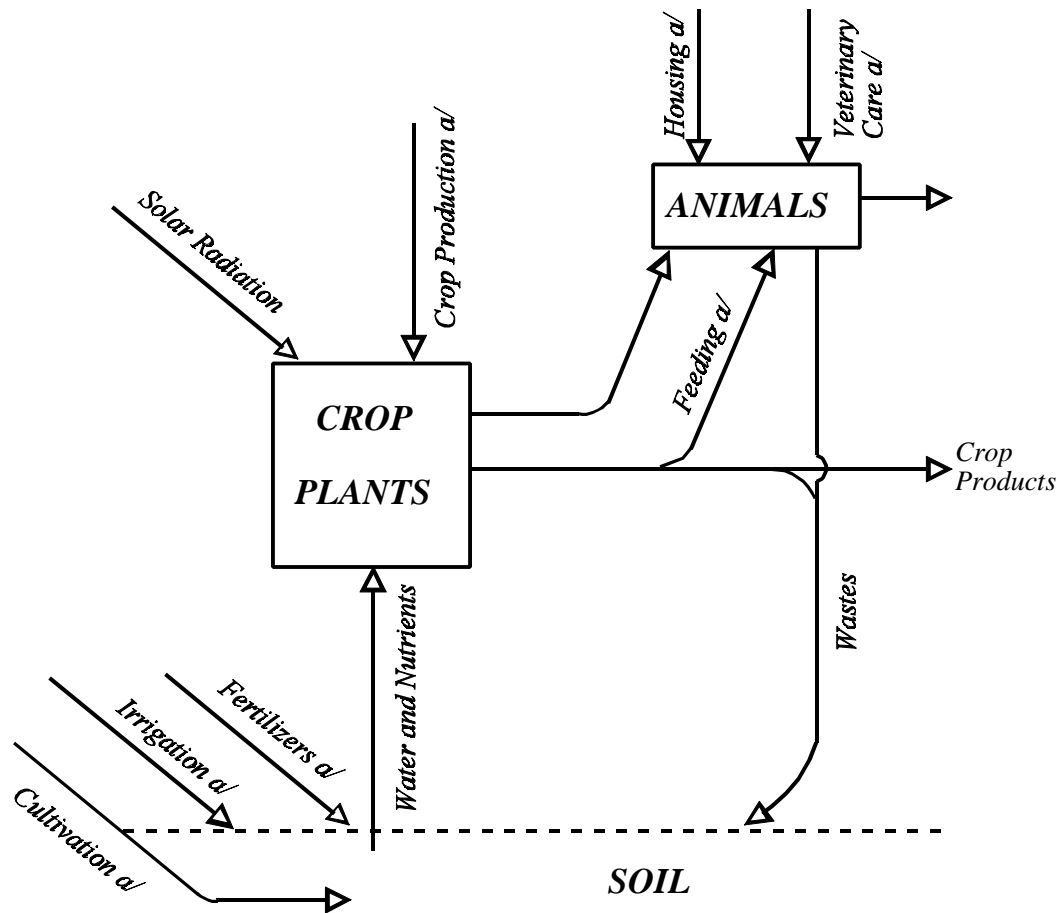 Housing a/
Veterinary
Care a/
Crop Production a/
ANIMALS
Solar Radiation
Feeding a/
CROP
PLANTS
Crop
Products
Water and Nutrients
Wastes
Fertilizers a/
Irrigation a/
Cultivation a/
SOIL